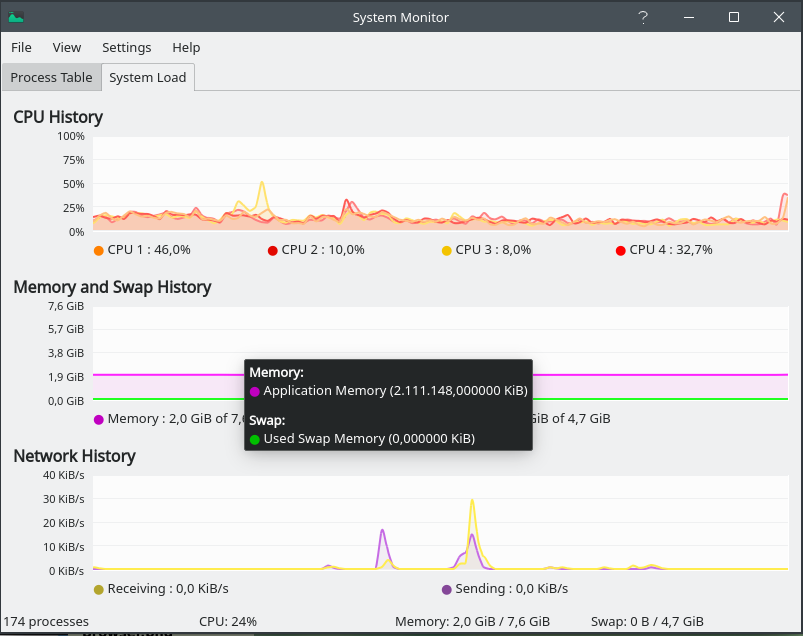 System Monitor
File View Settings Help
Process Table System Load
CPU History
100%
75%
50%
25%
0%
CPU 1 : 46,0% CPU 2 : 10,0% CPU 3 : 8,0% CPU 4 : 32,7%
Memory and Swap History
7,6 GiB
5,7 GiB
3,8 GiB
1,9 GiB
0,0 GiB
Memory:
Application Memory (2.111.148,000000 KiB)
Swap:
Used Swap Memory (0,000000 KiB)
Memory : 2,0 GiB of 7,6 GiB of 4,7 GiB
Network History
40 KiB/s
30 KiB/s
20 KiB/s
10 KiB/s
0 KiB/s
Receiving : 0,0 KiB/s Sending : 0,0 KiB/s
174 processes CPU: 24% Memory: 2,0 GiB / 7,6 GiB Swap: 0 B / 4,7 GiB